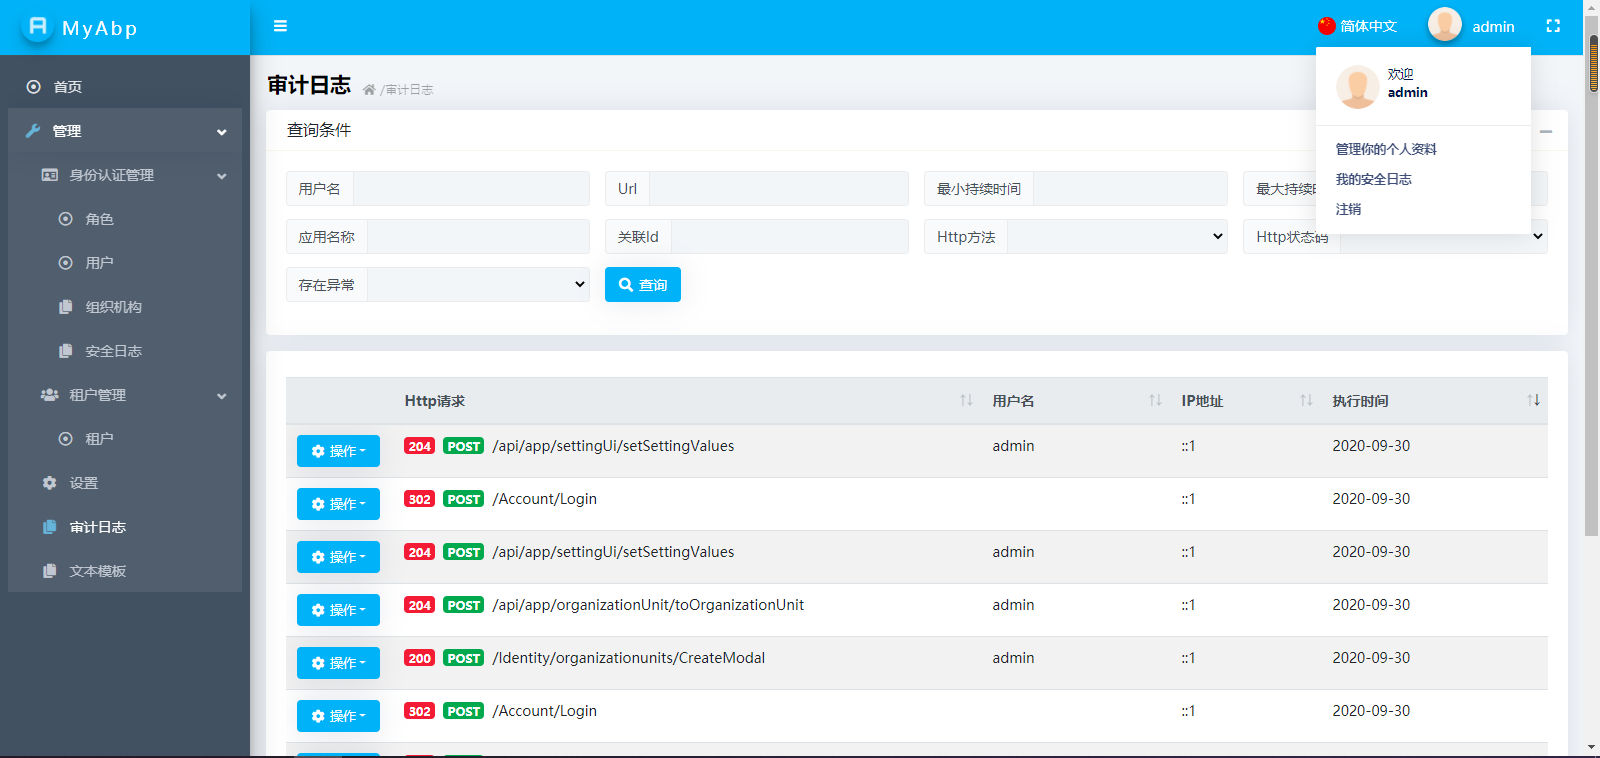 MyAbp
简体中文
admin
欢迎
admin
管理你的个人资料
我的安全日志
注销
首页
管理
身份认证管理
角色
用户
组织机构
安全日志
租户管理
租户
设置
审计日志
文本模板
审计日志 /审计日志
查询条件
用户名 Url 最小持续时间 最大持续
应用名称 关联Id Http方法 Http状态码
存在异常 查询
Http请求 用户名 IP地址 执行时间
操作 204 POST /api/app/settingUi/setSettingValues admin ::1 2020-09-30
操作 302 POST /Account/Login ::1 2020-09-30
操作 204 POST /api/app/settingUi/setSettingValues admin ::1 2020-09-30
操作 204 POST /api/app/organizationUnit/toOrganizationUnit admin ::1 2020-09-30
操作 200 POST /Identity/organizationunits/CreateModal admin ::1 2020-09-30
操作 302 POST /Account/Login ::1 2020-09-30